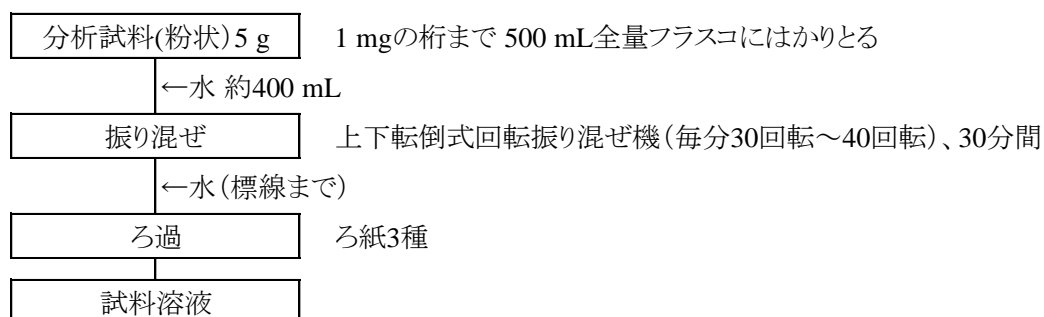 分析試料(粉状)5 g 1 mgの桁まで 500 mL全量フラスコにはかりとる
←水 約400 mL
振り混ぜ 上下転倒式回転振り混ぜ機(毎分30回転～40回転)、30分間
←水(標線まで)
ろ過 ろ紙3種
試料溶液